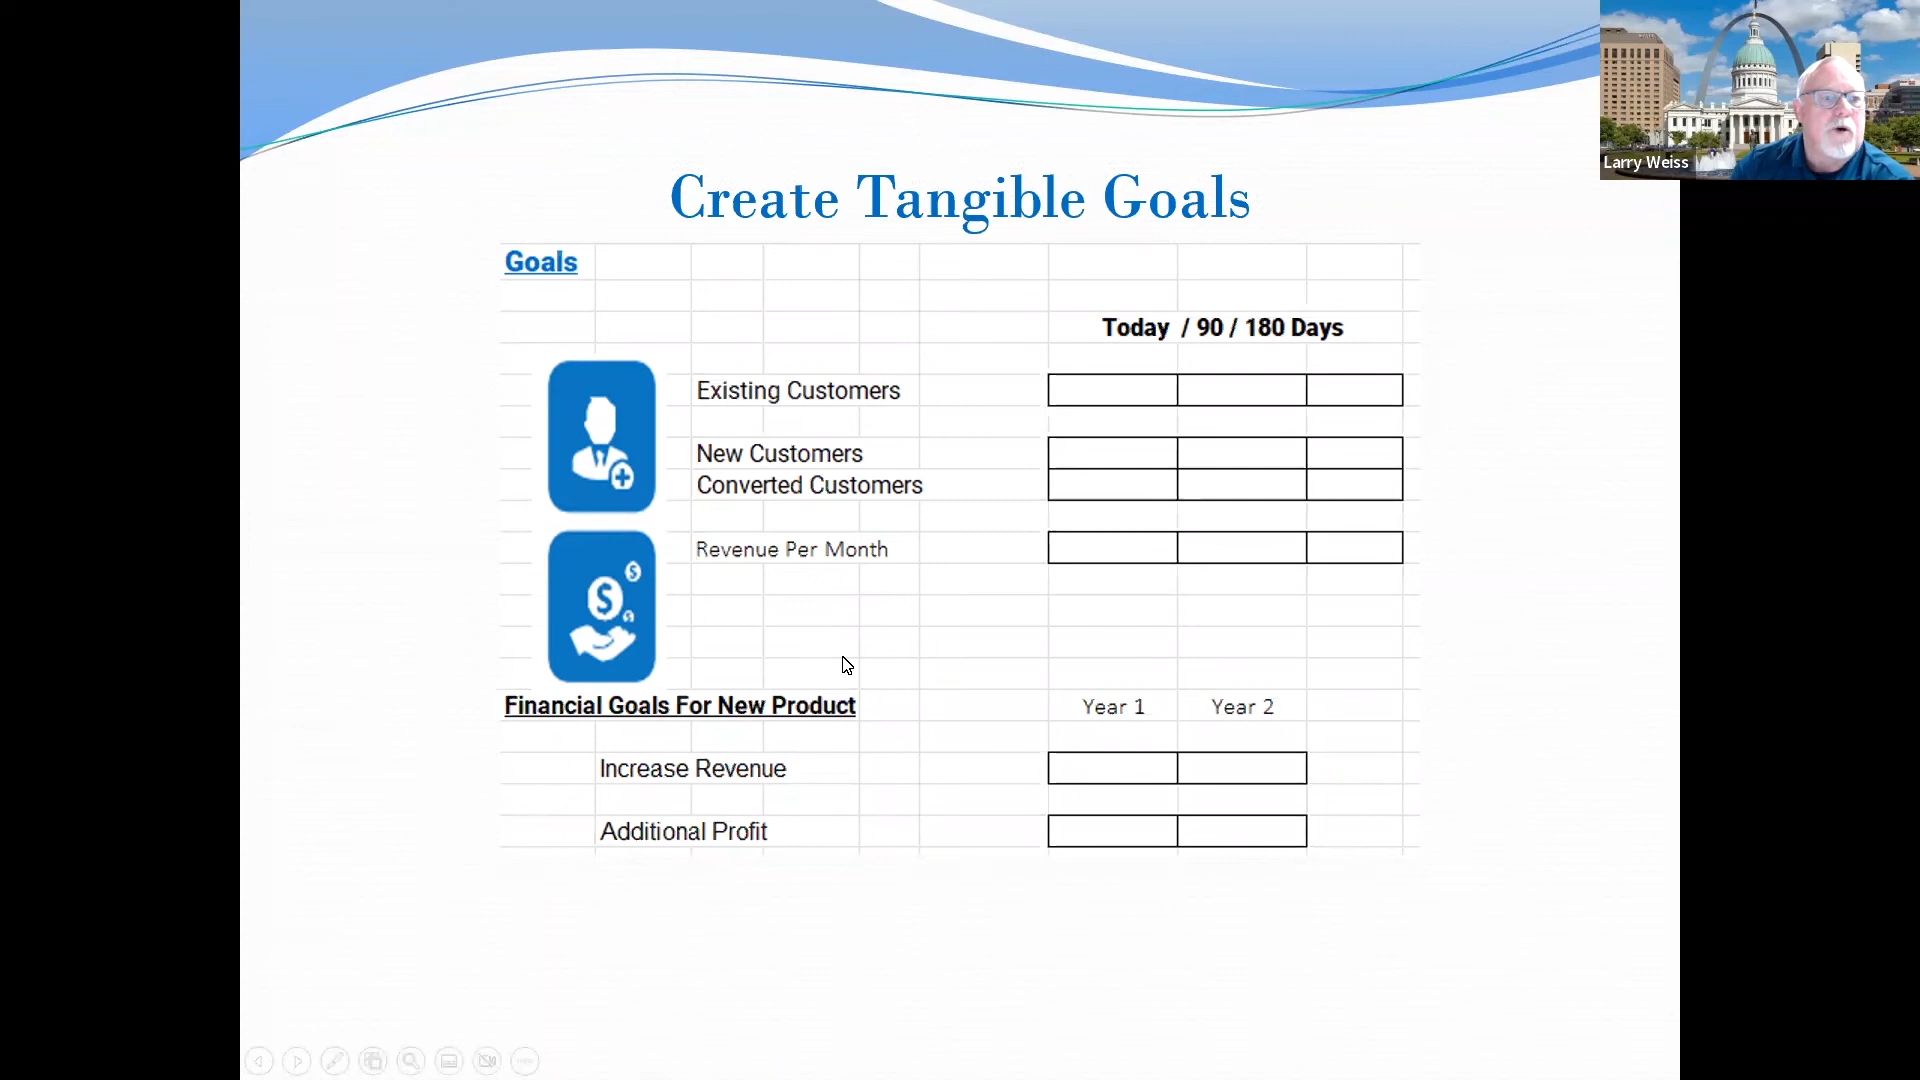 Larry Weiss
Create Tangible Goals
Goals
Today / 90 / 180 Days
Existing Customers
New Customers
Converted Customers
Revenue Per Month
Financial Goals For New Product Year 1 Year 2
Increase Revenue
Additional Profit